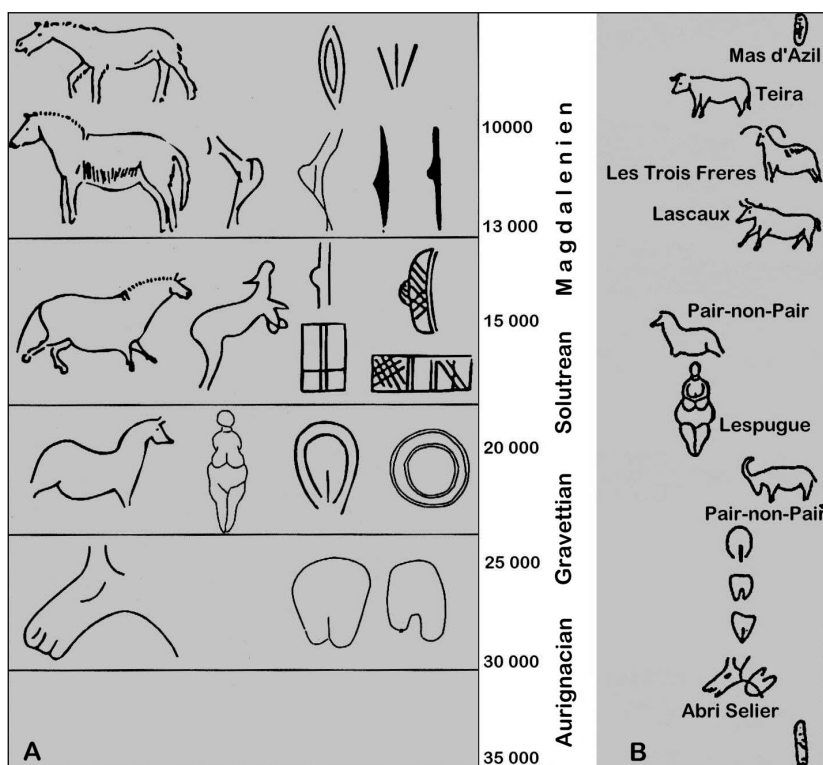 10000
13 000
15 000
20 000
25 000
30 000
35 000
Magdalenien
Solutrean
Gravettian
Aurignacian
Mas d'Azil
Teira
Les Trois Freres
Lascaux
Pair-non-Pair
Lespugue
Pair-non-Pair
Abri Selier
A
B